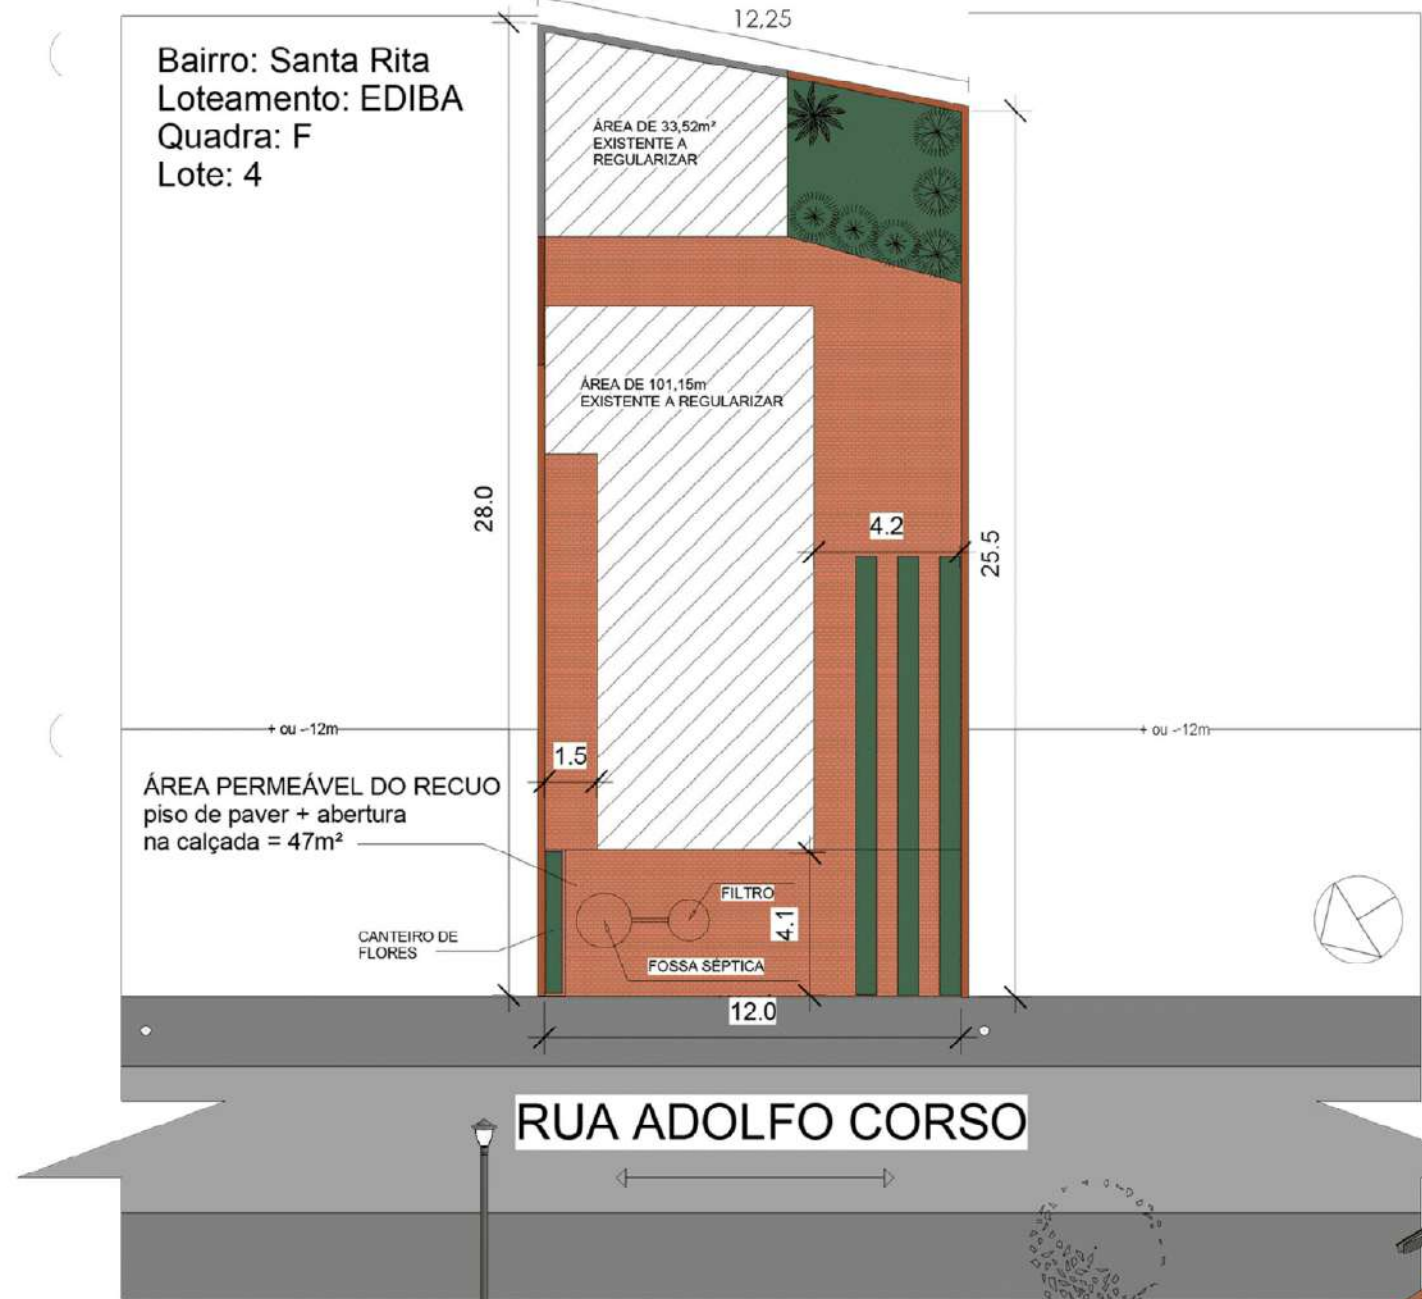 12,25
Bairro: Santa Rita
Loteamento: EDIBA
Quadra: F
Lote: 4
ÁREA DE 33,52m²
EXISTENTE A
REGULARIZAR
ÁREA DE 101,15m
EXISTENTE A REGULARIZAR
28.0
4.2
25.5
+ ou -12m
+ ou -12m
1.5
ÁREA PERMEÁVEL DO RECUO
piso de paver + abertura
na calçada = 47m²
FILTRO
4.1
CANTEIRO DE
FLORES
FOSSA SÉPTICA
12.0
RUA ADOLFO CORSO